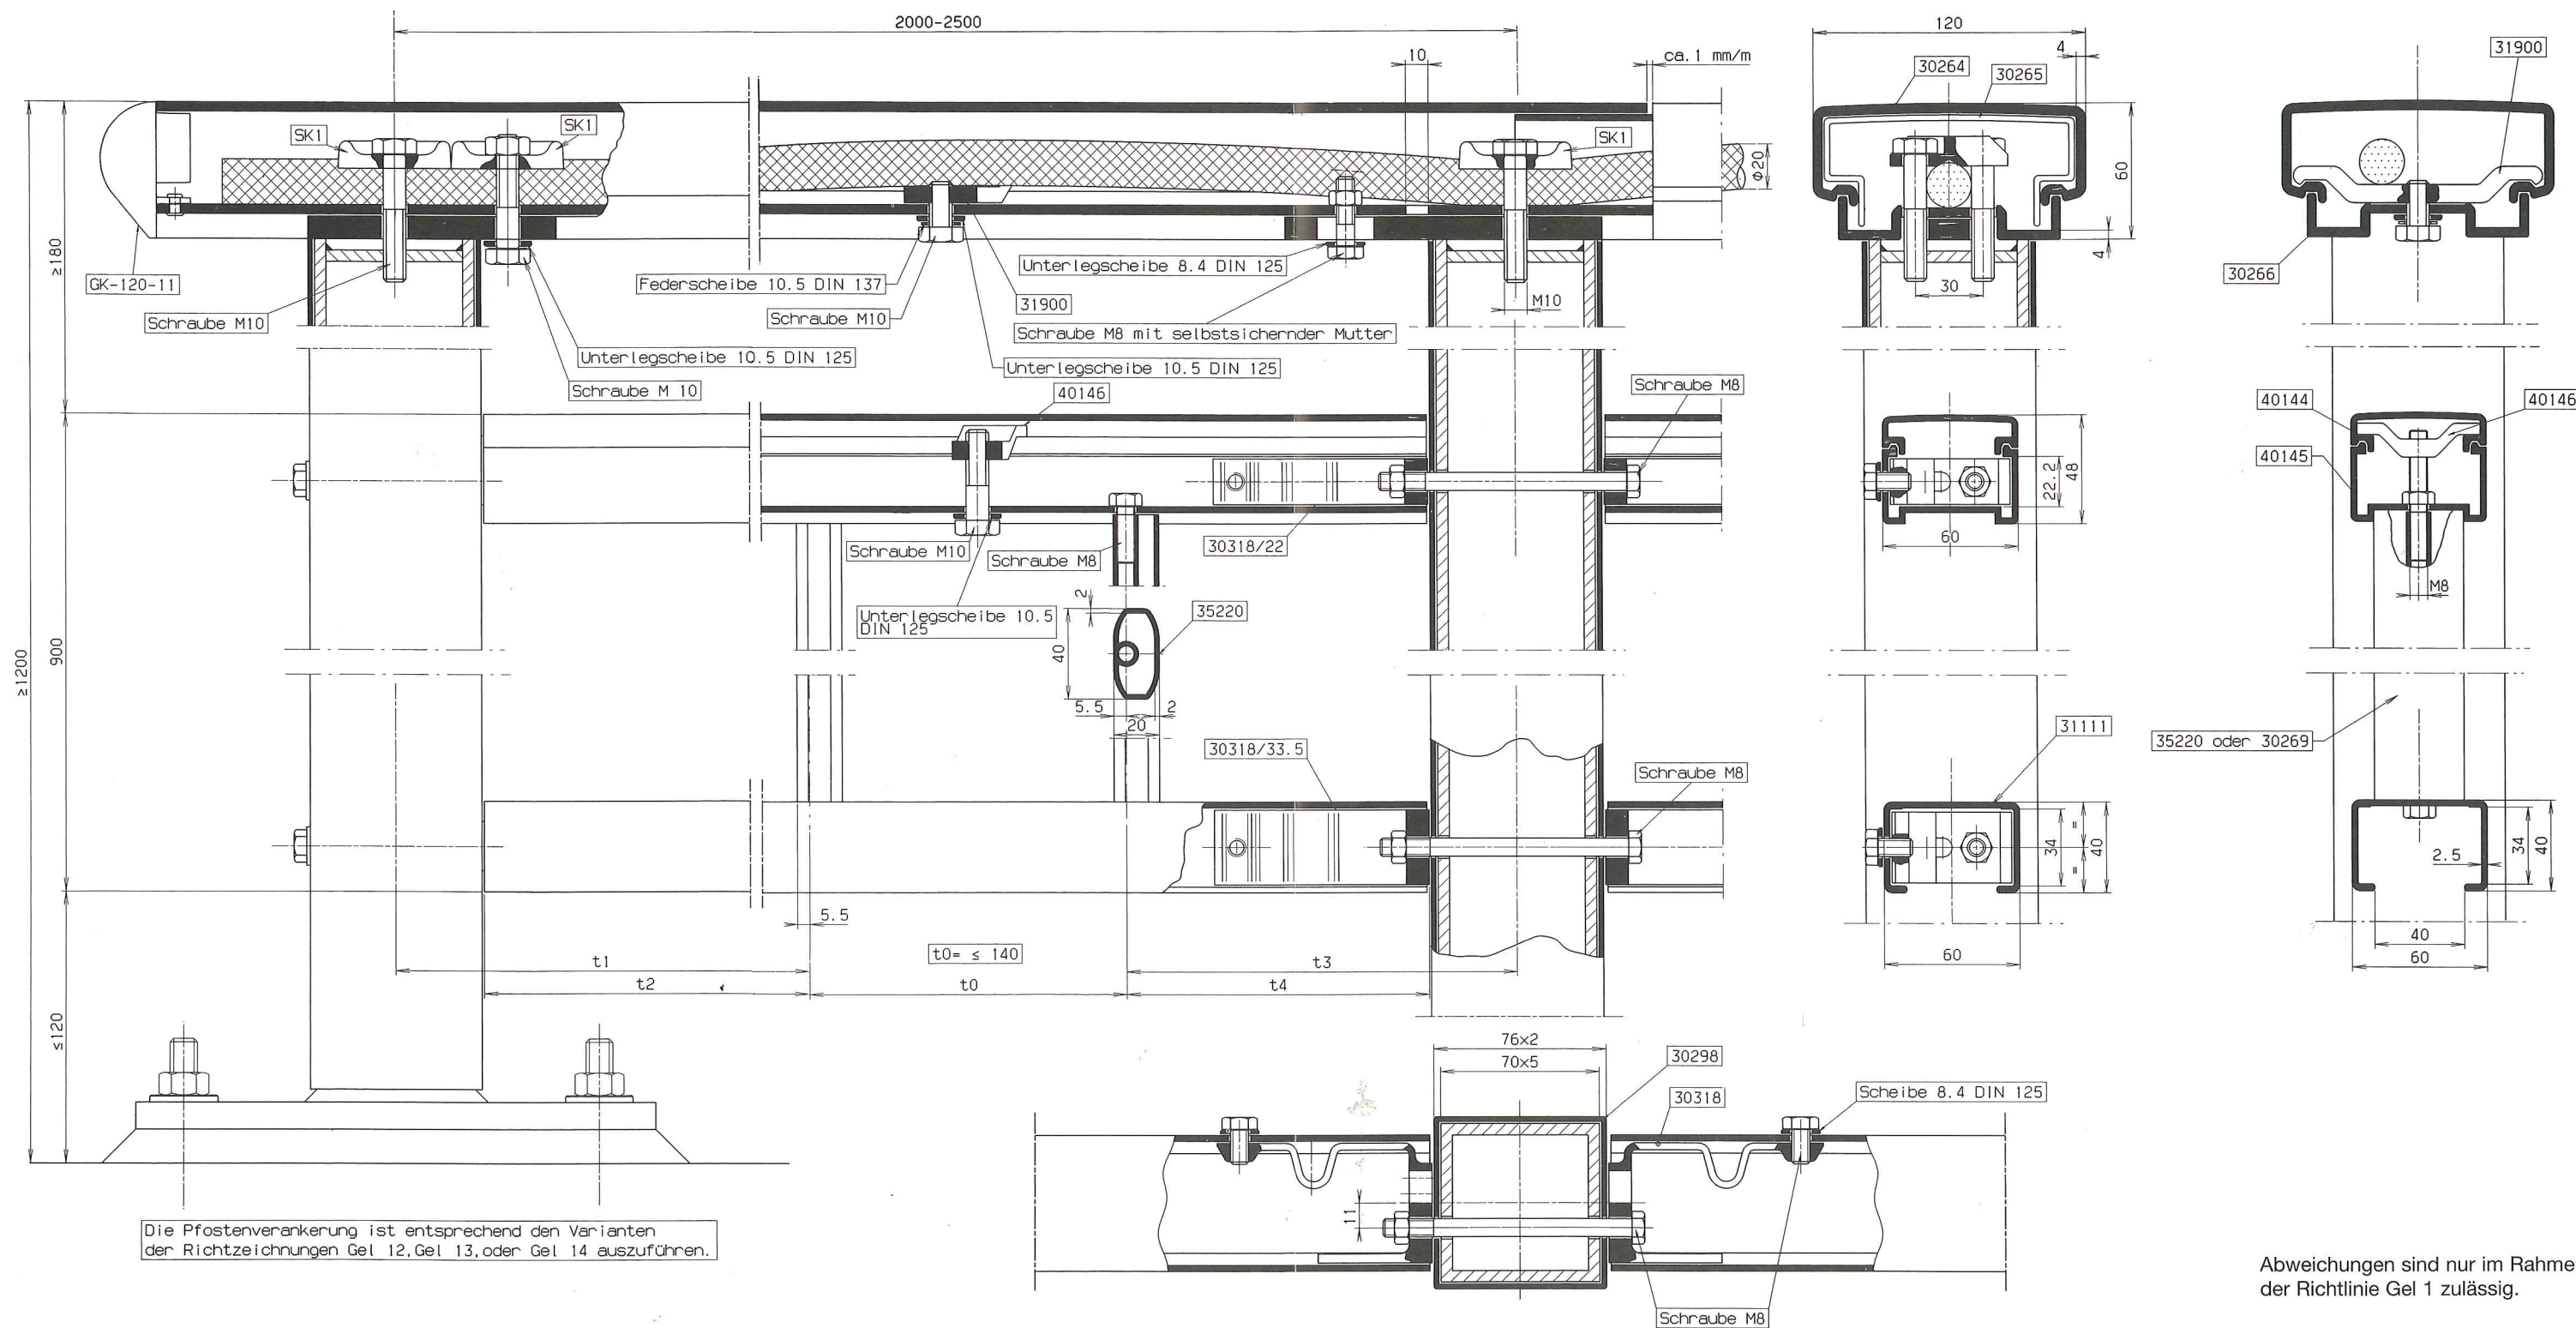 2000-2500
10
ca.1 mm/m
120
4
30264
30265
31900
SK1
SK1
SK1
Φ20
60
4
≥180
GK-120-11
Schraube M10
Federscheibe 10.5 DIN 137
Schraube M10
Unterlegscheibe 8.4 DIN 125
31900
M10
30
30266
Schraube M8 mit selbstsichernder Mutter
Unterlegscheibe 10.5 DIN 125
Unterlegscheibe 10.5 DIN 125
Schraube M 10
40146
Schraube M8
40144
40146
40145
22.2
48
Schraube M10
Schraube M8
30318/22
60
M8
Unterlegscheibe 10.5
DIN 125
2
35220
40
≥1200
900
5.5
2
20
30318/33.5
31111
35220 oder 30269
Schraube M8
34
=
=
40
2.5
34
40
5.5
t0= ≤ 140
t1
t3
t2
t0
t4
60
40
60
≤120
76x2
70x5
30298
30318
Scheibe 8.4 DIN 125
11
Schraube M8
Die Pfostenverankerung ist entsprechend den Varianten
der Richtzeichnungen Gel 12,Gel 13,oder Gel 14 auszuführen.
Abweichungen sind nur im Rahme
der Richtlinie Gel 1 zulässig.